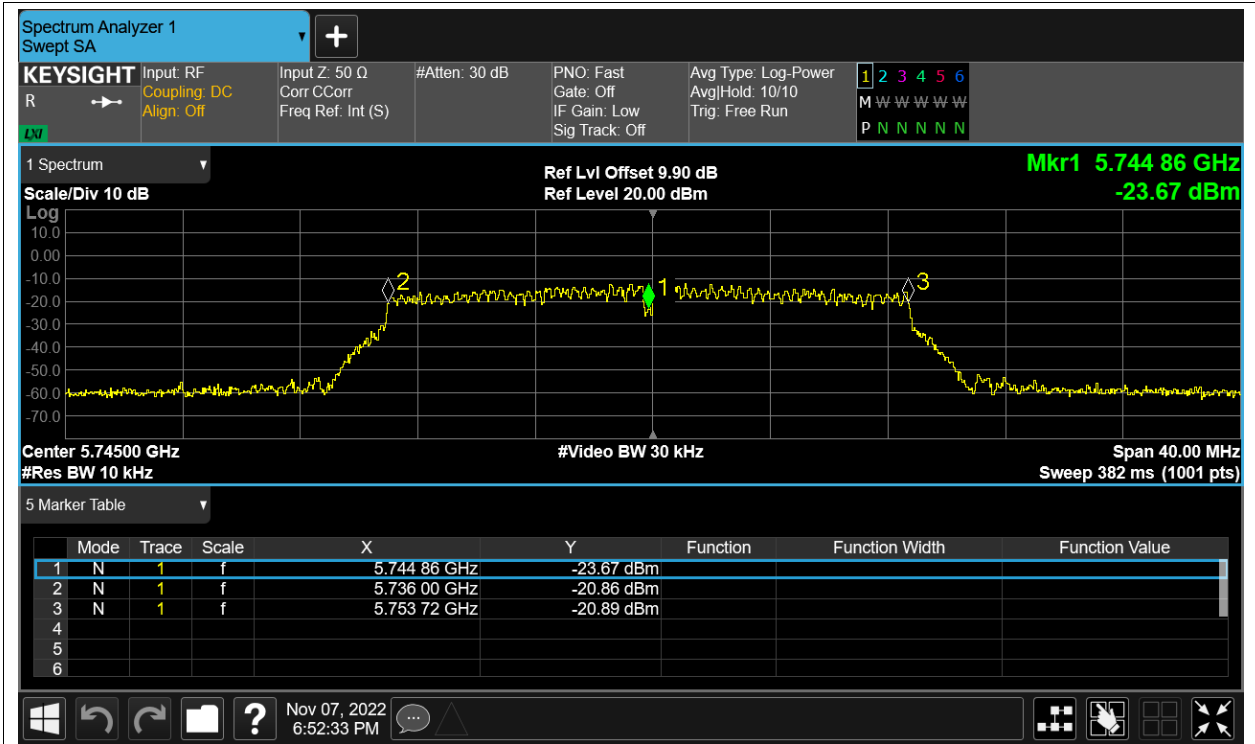 Spectrum Analyzer 1
Swept SA
KEYSIGHT Input: RF Input Z: 50 Ω #Atten: 30 dB PNO: Fast Avg Type: Log-Power 1 2 3 4 5 6
R Coupling: DC Corr CCorr Gate: Off Avg|Hold: 10/10 M W W W W W
Align: Off Freq Ref: Int (S) IF Gain: Low Trig: Free Run
LXI Sig Track: Off P N N N N N
1 Spectrum Ref Lvl Offset 9.90 dB Mkr1 5.744 86 GHz
Scale/Div 10 dB Ref Level 20.00 dBm -23.67 dBm
Log
10.0
0.00
-10.0
2 1 3
-20.0
-30.0
-40.0
-50.0
-60.0
-70.0
Center 5.74500 GHz #Video BW 30 kHz Span 40.00 MHz
#Res BW 10 kHz Sweep 382 ms (1001 pts)
5 Marker Table
Mode Trace Scale X Y Function Function Width Function Value
1 N 1 f 5.744 86 GHz -23.67 dBm
2 N 1 f 5.736 00 GHz -20.86 dBm
3 N 1 f 5.753 72 GHz -20.89 dBm
4
5
6
? Nov 07, 2022
6:52:33 PM